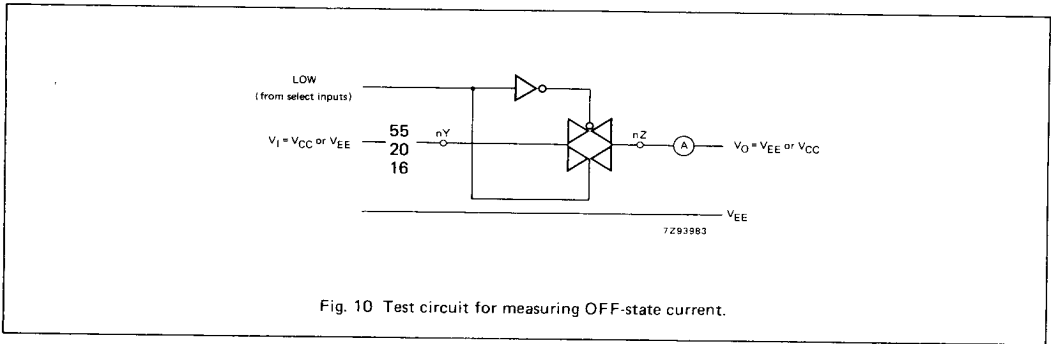 LOW
(from select inputs)
V_I = V_CC or V_EE
55
20
16
nY
nZ
A
V_O = V_EE or V_CC
V_EE
7Z93983
Fig. 10 Test circuit for measuring OFF-state current.